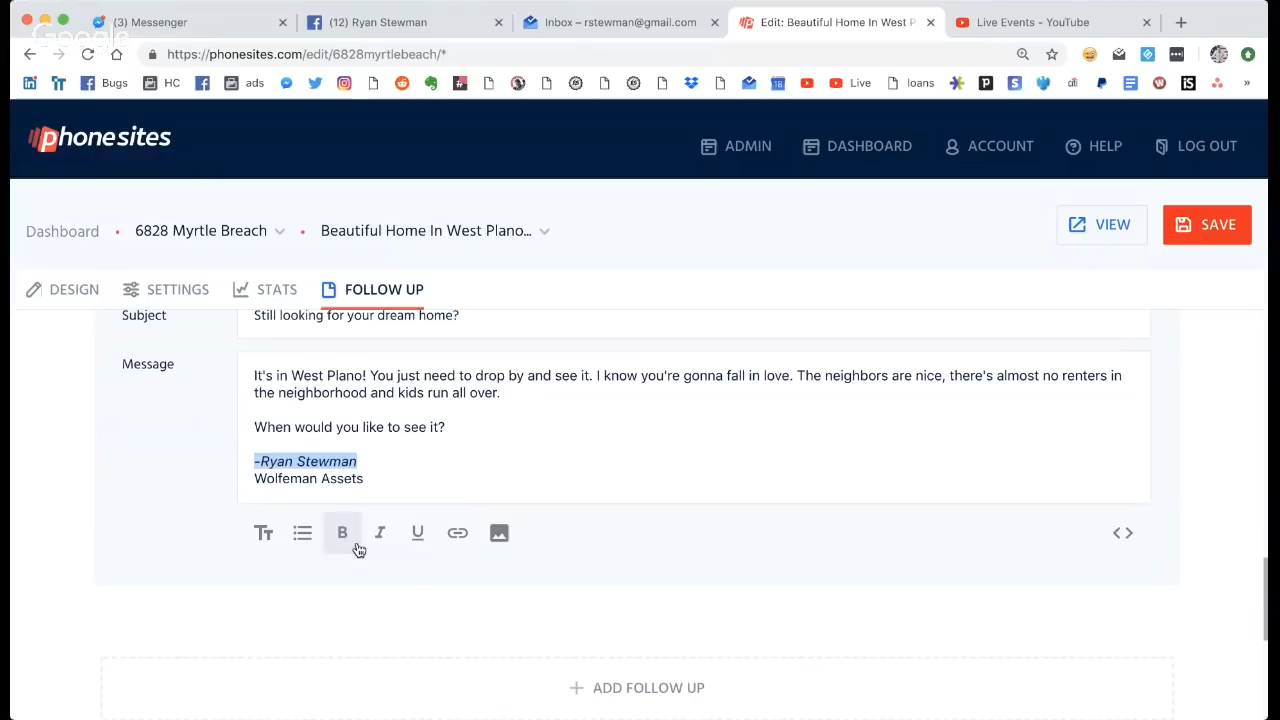 (3) Messenger
(12) Ryan Stewman
Inbox – rstewman@gmail.com
Edit: Beautiful Home In West P
Live Events - YouTube
Google
https://phonesites.com/edit/6828myrtlebeach/*
Bugs
HC
ads
18
Live
loans
citi
phonesites
ADMIN
DASHBOARD
ACCOUNT
HELP
LOG OUT
Dashboard • 6828 Myrtle Breach • Beautiful Home In West Plano...
VIEW
SAVE
DESIGN
SETTINGS
STATS
FOLLOW UP
Subject
Still looking for your dream home?
Message
It's in West Plano! You just need to drop by and see it. I know you're gonna fall in love. The neighbors are nice, there's almost no renters in
the neighborhood and kids run all over.
When would you like to see it?
-Ryan Stewman
Wolfeman Assets
Tt
B I U
< >
+ ADD FOLLOW UP